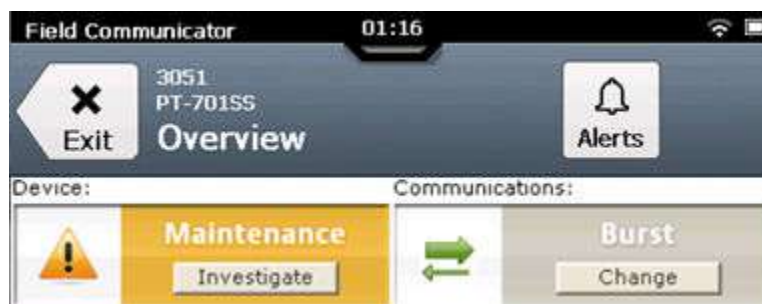 Field Communicator 01:16
3051
PT-701SS
Overview
Exit
Alerts
Device: Communications:
Maintenance Burst
Investigate Change